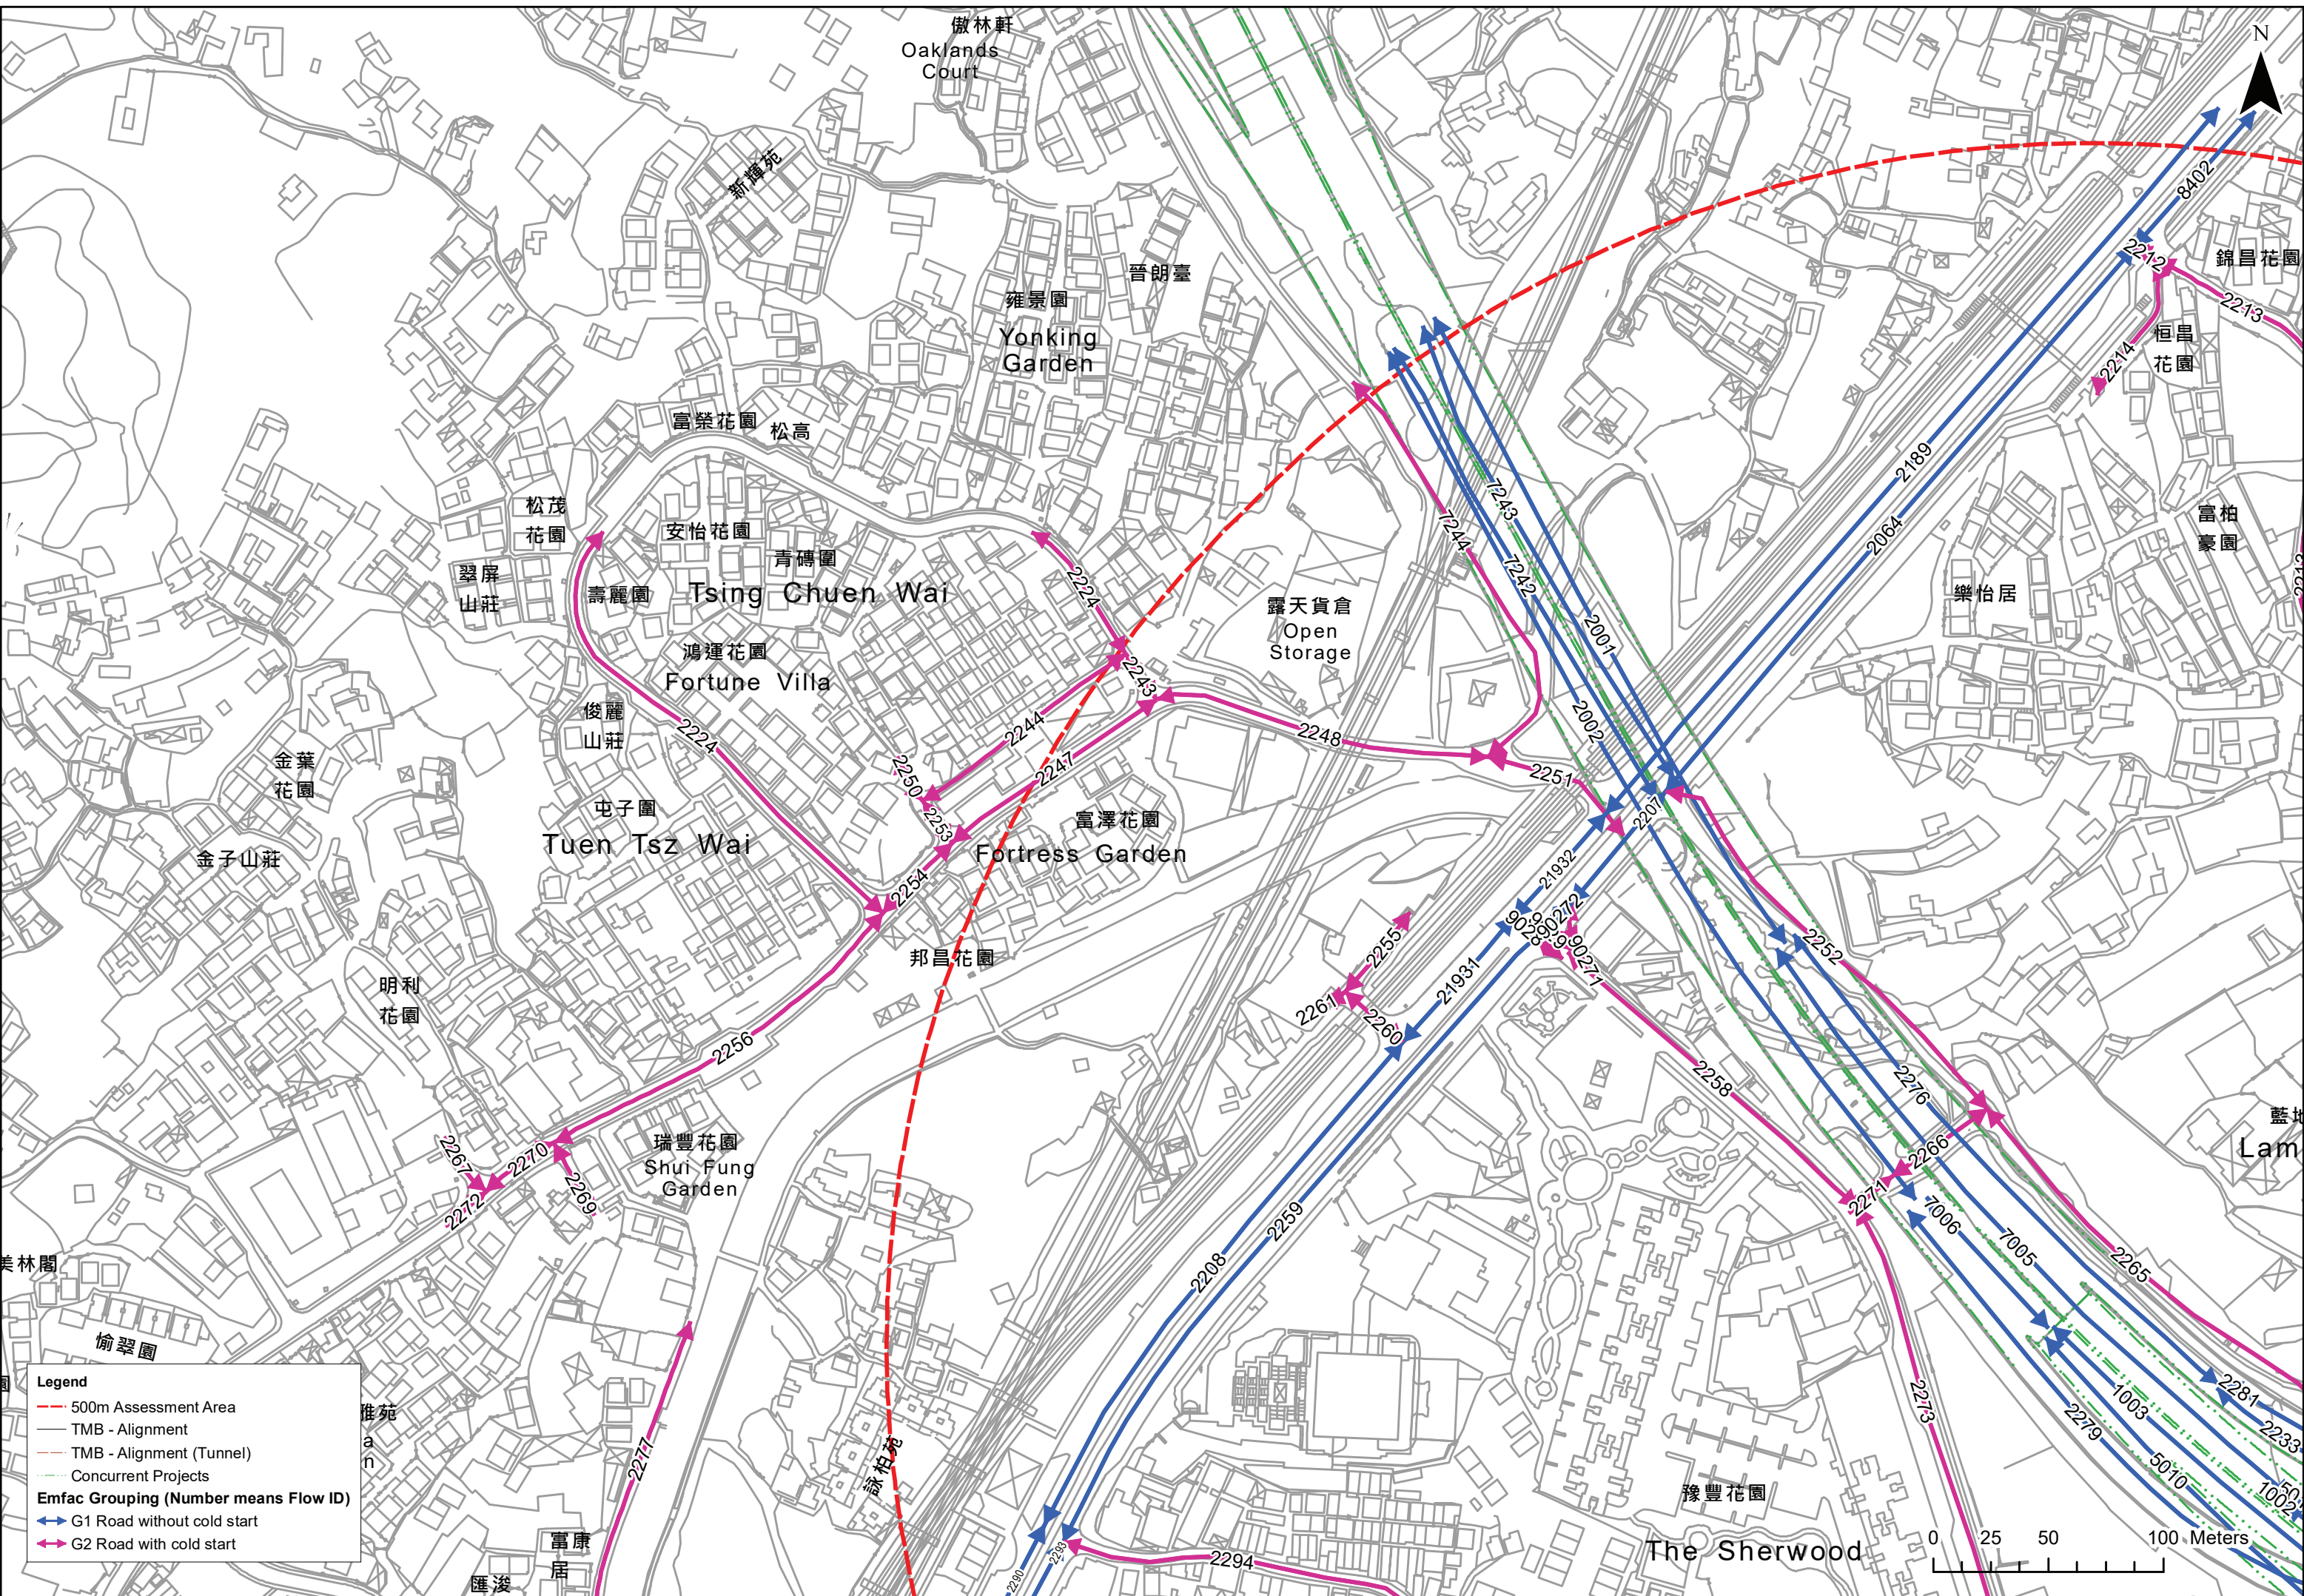 傲林軒
Oaklands
Court
N
新輝苑
8402
2212
錦昌花園
晉朗臺
雍景園
2213
Yonking
Garden
恒昌
花園
2214
富榮花園
松高
2189
7243
松茂
花園
安怡花園
7244
2064
富柏
豪園
青磚圍
翠屏
山莊
壽麗園
Tsing Chuen Wai
2224
7242
露天貨倉
Open
Storage
樂怡居
2001
鴻運花園
Fortune Villa
2243
俊麗
山莊
2224
2244
2248
2002
金葉
花園
2250
2247
2251
屯子圍
Tuen Tsz Wai
2253
富澤花園
Fortress Garden
2207
金子山莊
2254
21932
90272
9028
邦昌花園
2255
2252
90271
21931
明利
花園
2261
2260
2256
2258
2276
瑞豐花園
Shui Fung
Garden
2267
2270
2269
2272
2266
2271
藍地
Lam
7006
7005
2259
2208
2265
美林閣
愉翠園
雅苑
2273
2281
1003
2279
2233
5010
1002
2277
詠柏苑
豫豐花園
The Sherwood
富康
居
匯浚
2293
2290
2294
Legend
500m Assessment Area
TMB - Alignment
TMB - Alignment (Tunnel)
Concurrent Projects
Emfac Grouping (Number means Flow ID)
G1 Road without cold start
G2 Road with cold start
0 25 50 100 Meters